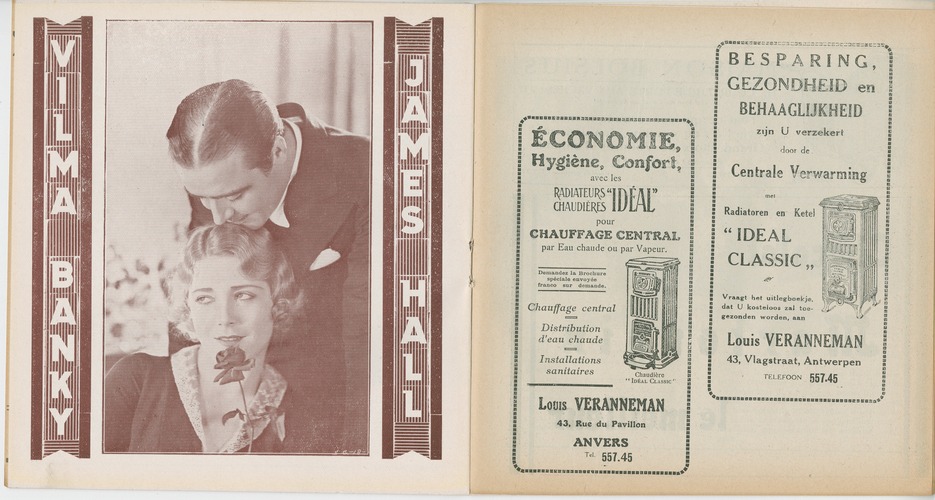 VILMA BANKY
JAMES HALL
ÉCONOMIE,
Hygiène, Confort,
avec les
RADIATEURS
CHAUDIÈRES "IDÉAL"
pour
CHAUFFAGE CENTRAL
par Eau chaude ou par Vapeur.
Demandez la Brochure
spéciale envoyée
franco sur demande.
Chauffage central
Distribution
d'eau chaude
Installations
sanitaires
Chaudière
"IDÉAL CLASSIC"
LOUIS VERANNEMAN
43, Rue du Pavillon
ANVERS
Tel. 557.45
BESPARING,
GEZONDHEID en
BEHAAGLIJKHEID
zijn U verzekert
door de
Centrale Verwarming
met
Radiatoren en Ketel
“IDEAL
CLASSIC„
Vraagt het uitlegboekje,
dat U kosteloos zal toe-
gezonden worden, aan
Louis VERANNEMAN
43, Vlagstraat, Antwerpen
TELEFOON 557.45